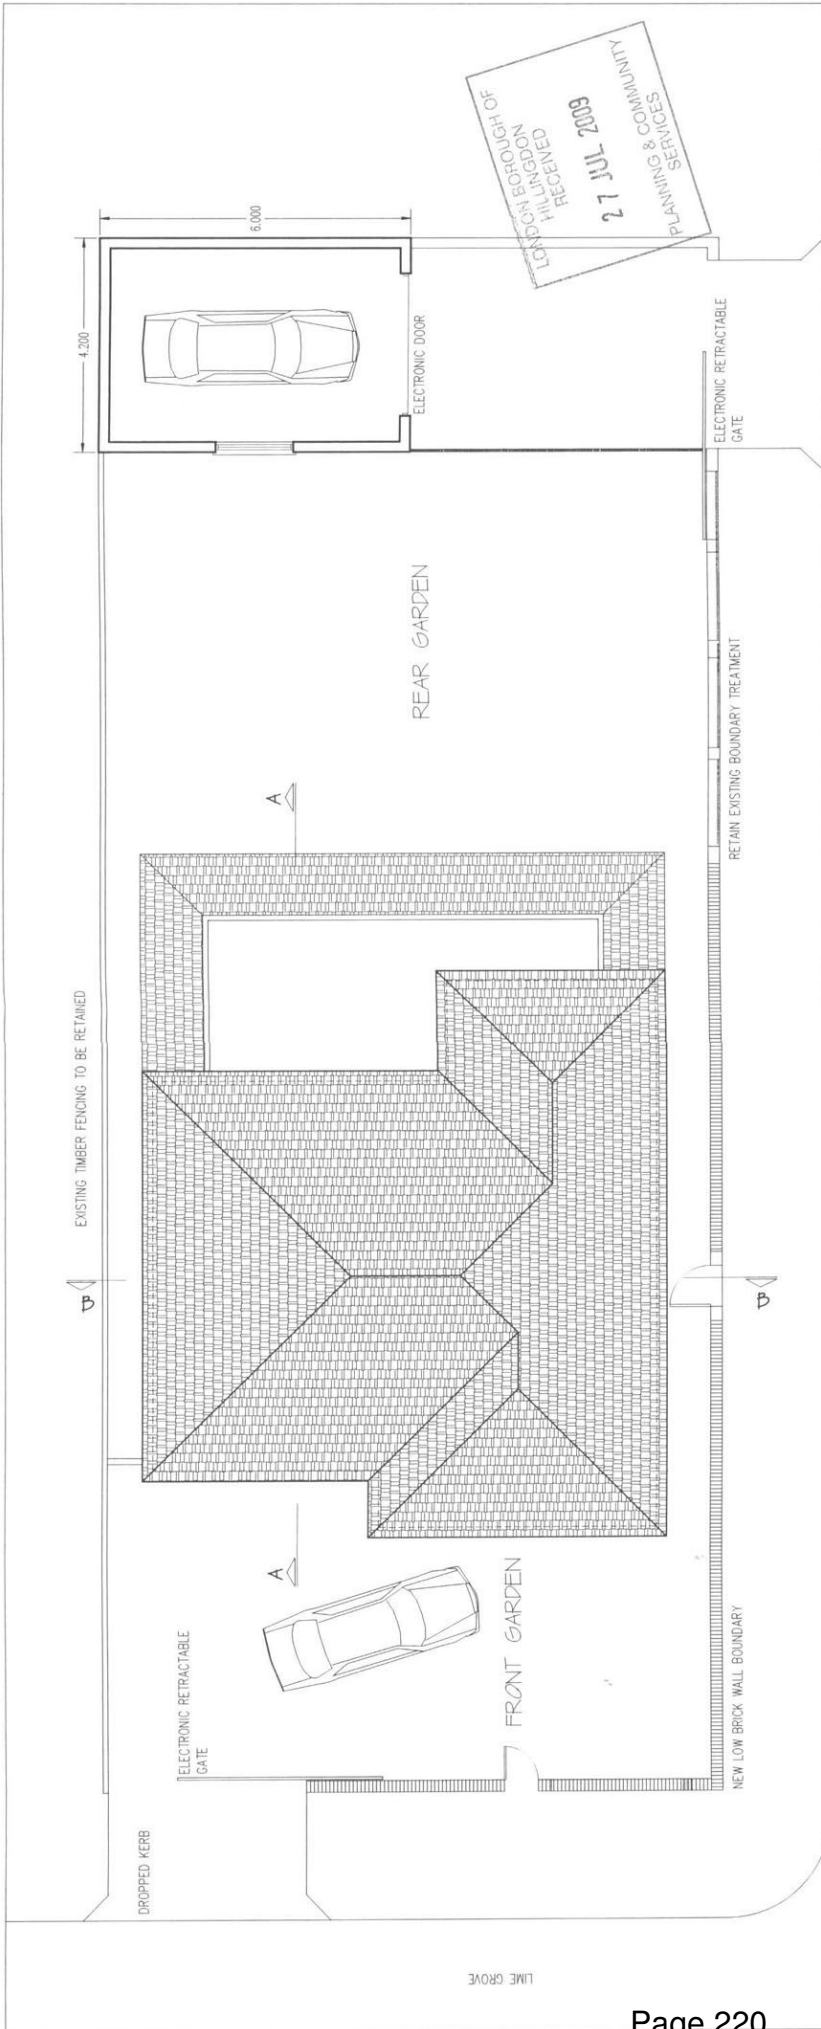 LONDON BOROUGH OF
HILLINGDON
RECEIVED
27 JUL 2009
PLANNING & COMMUNITY
SERVICES
6.000
4.200
ELECTRONIC DOOR
ELECTRONIC RETRACTABLE
GATE
REAR GARDEN
RETAIN EXISTING BOUNDARY TREATMENT
A
EXISTING TIMBER FENCING TO BE RETAINED
B
B
A
FRONT GARDEN
ELECTRONIC RETRACTABLE
GATE
NEW LOW BRICK WALL BOUNDARY
DROPPED KERB
LIME GROVE
Page 220